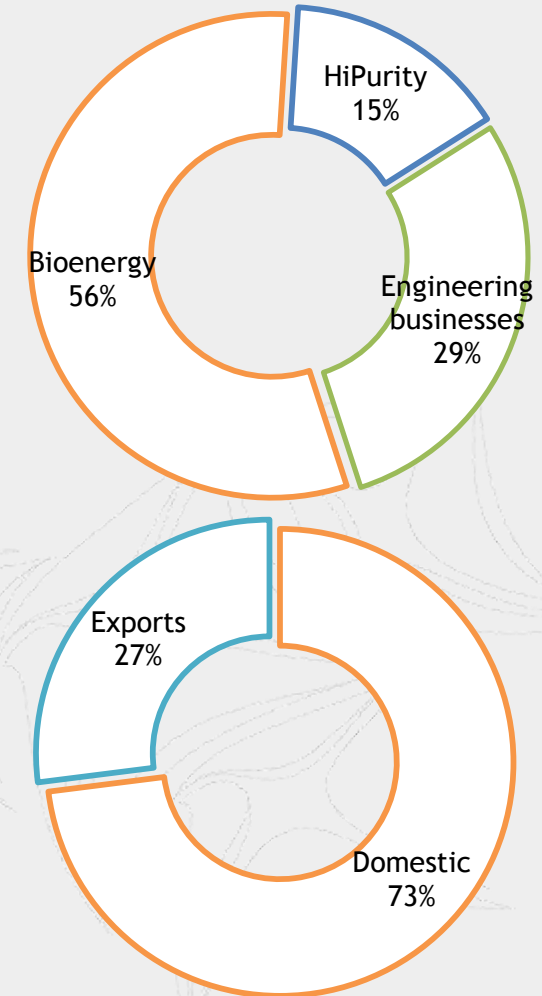 HiPurity
15%
Bioenergy
56%
Engineering
businesses
29%
Exports
27%
Domestic
73%